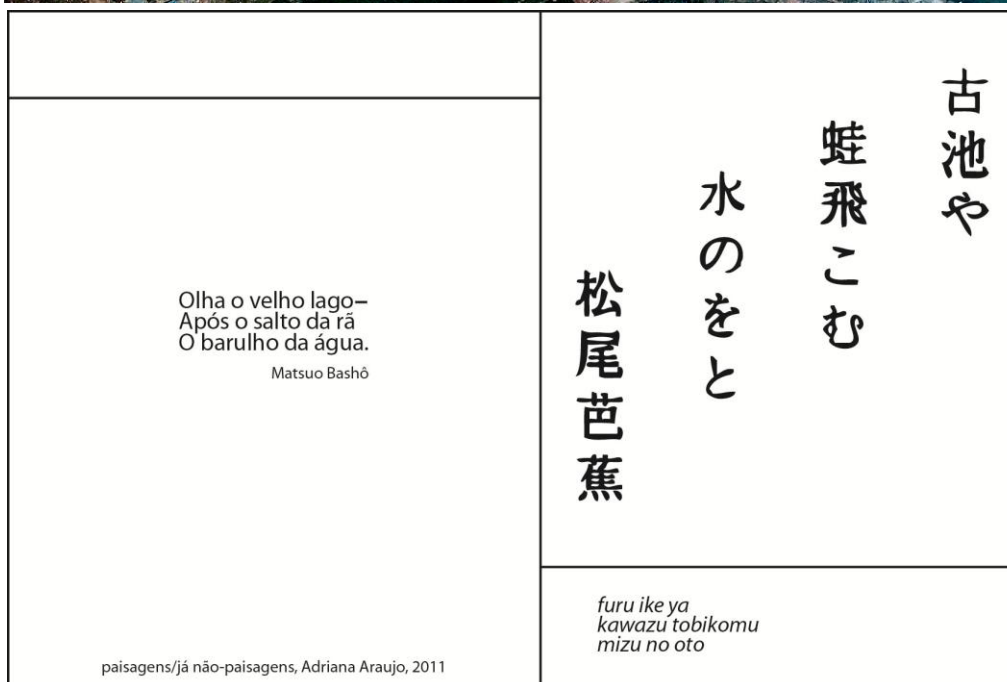 Olha o velho lago–
Após o salto da rã
O barulho da água.
Matsuo Bashô
paisagens/já não-paisagens, Adriana Araujo, 2011
古池や
蛙飛こむ
水のをと
松尾芭蕉
furu ike ya
kawazu tobikomu
mizu no oto